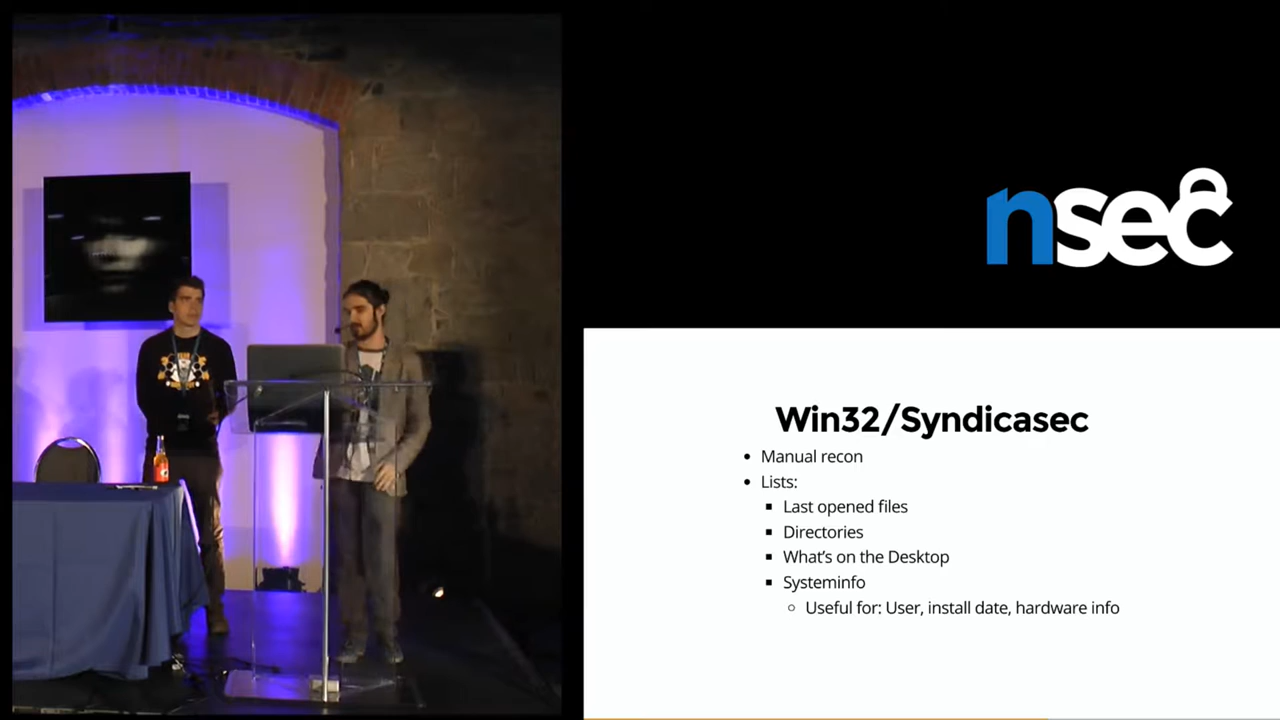 nsec
Win32/Syndicasec
• Manual recon
• Lists:
▪ Last opened files
▪ Directories
▪ What's on the Desktop
▪ Systeminfo
○ Useful for: User, install date, hardware info